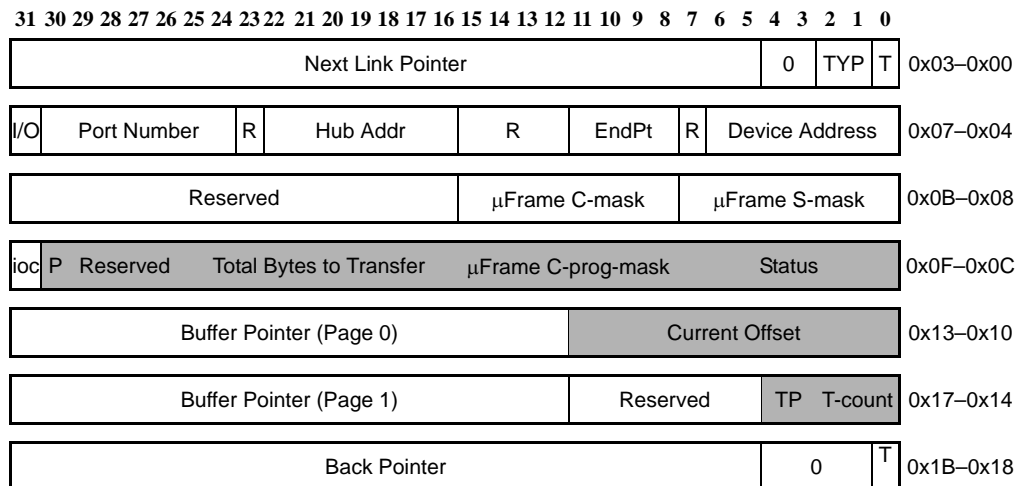 31 30 29 28 27 26 25 24 23 22 21 20 19 18 17 16 15 14 13 12 11 10 9 8 7 6 5 4 3 2 1 0
Next Link Pointer 0 TYP T 0x03–0x00
I/O Port Number R Hub Addr R EndPt R Device Address 0x07–0x04
Reserved μFrame C-mask μFrame S-mask 0x0B–0x08
ioc P Reserved Total Bytes to Transfer μFrame C-prog-mask Status 0x0F–0x0C
Buffer Pointer (Page 0) Current Offset 0x13–0x10
Buffer Pointer (Page 1) Reserved TP T-count 0x17–0x14
Back Pointer 0 T 0x1B–0x18